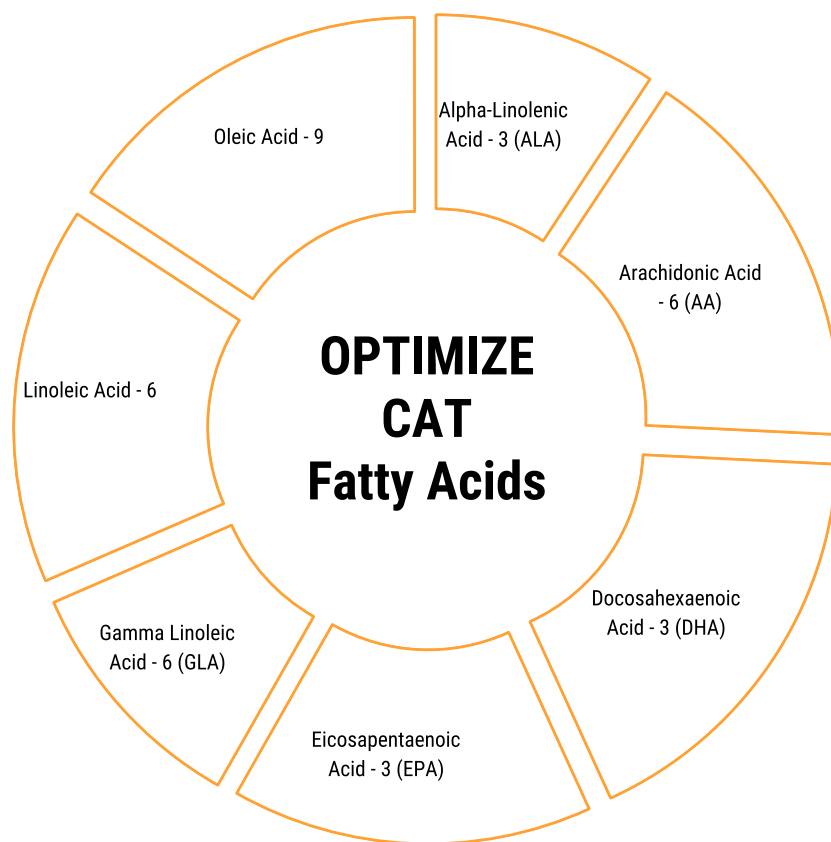 OPTIMIZE
CAT
Fatty Acids
Alpha-Linolenic
Acid - 3 (ALA)
Arachidonic Acid
- 6 (AA)
Docosahexaenoic
Acid - 3 (DHA)
Eicosapentaenoic
Acid - 3 (EPA)
Gamma Linoleic
Acid - 6 (GLA)
Linoleic Acid - 6
Oleic Acid - 9